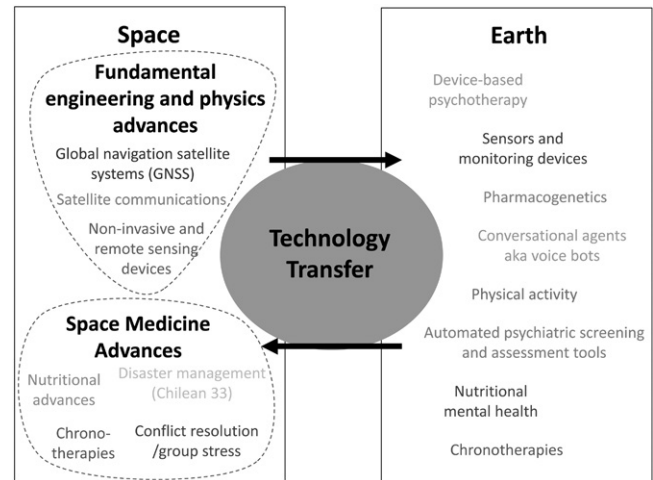 Space
Fundamental
engineering and physics
advances
Global navigation satellite
systems (GNSS)
Satellite communications
Non-invasive and
remote sensing
devices
Space Medicine
Advances
Nutritional
advances
Disaster management
(Chilean 33)
Chrono-
therapies
Conflict resolution
/group stress
Technology
Transfer
Earth
Device-based
psychotherapy
Sensors and
monitoring devices
Pharmacogenetics
Conversational agents
aka voice bots
Physical activity
Automated psychiatric screening
and assessment tools
Nutritional
mental health
Chronotherapies